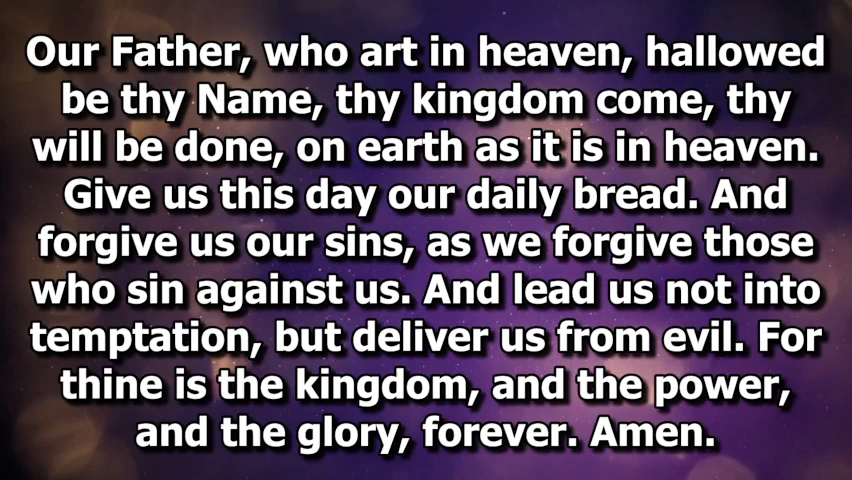 Our Father, who art in heaven, hallowed
be thy Name, thy kingdom come, thy
will be done, on earth as it is in heaven.
Give us this day our daily bread. And
forgive us our sins, as we forgive those
who sin against us. And lead us not into
temptation, but deliver us from evil. For
thine is the kingdom, and the power,
and the glory, forever. Amen.